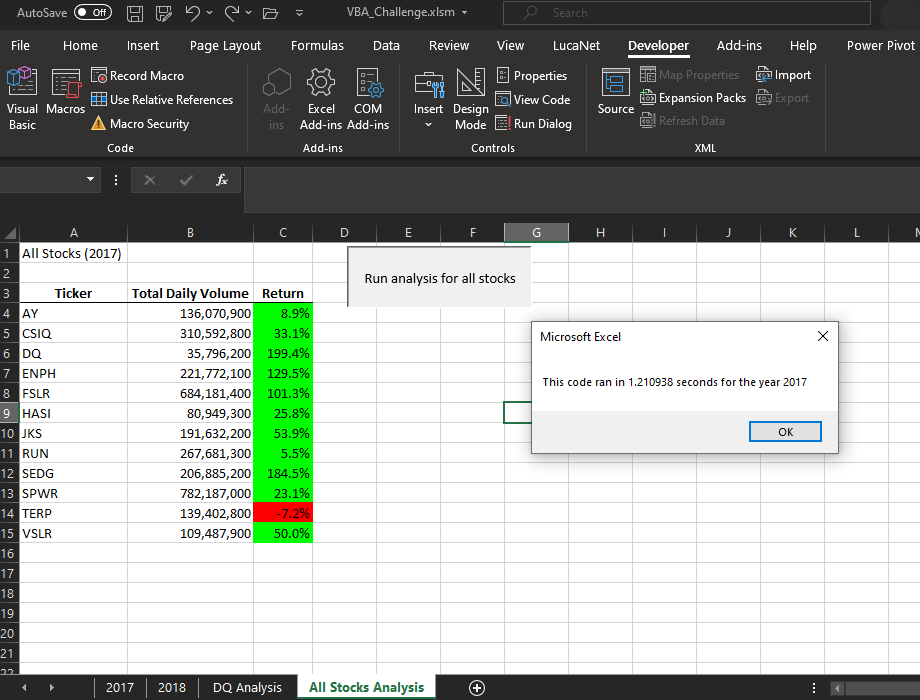 AutoSave Off VBA_Challenge.xlsm Search
File Home Insert Page Layout Formulas Data Review View LucaNet Developer Add-ins Help Power Pivot
Visual Basic
Macros
Record Macro
Use Relative References
Macro Security
Code
Add-ins
Excel Add-ins
COM Add-ins
Add-ins
Insert
Design Mode
Properties
View Code
Run Dialog
Controls
Source
Map Properties
Expansion Packs
Refresh Data
Import
Export
XML
fx
A B C D E F G H I J K L
1 All Stocks (2017)
2
3 Ticker Total Daily Volume Return
4 AY 136,070,900 8.9%
5 CSIQ 310,592,800 33.1%
6 DQ 35,796,200 199.4%
7 ENPH 221,772,100 129.5%
8 FSLR 684,181,400 101.3%
9 HASI 80,949,300 25.8%
10 JKS 191,632,200 53.9%
11 RUN 267,681,300 5.5%
12 SEDG 206,885,200 184.5%
13 SPWR 782,187,000 23.1%
14 TERP 139,402,800 -7.2%
15 VSLR 109,487,900 50.0%
16
17
18
19
20
21
22
Run analysis for all stocks
Microsoft Excel
This code ran in 1.210938 seconds for the year 2017
OK
2017 2018 DQ Analysis All Stocks Analysis